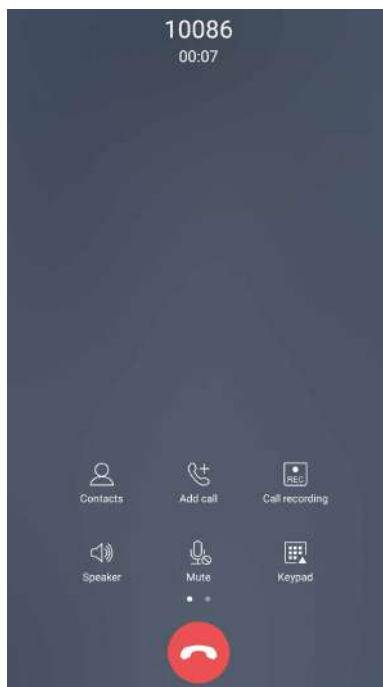 10086
00:07
Contacts Add call Call recording
REC
Speaker Mute Keypad